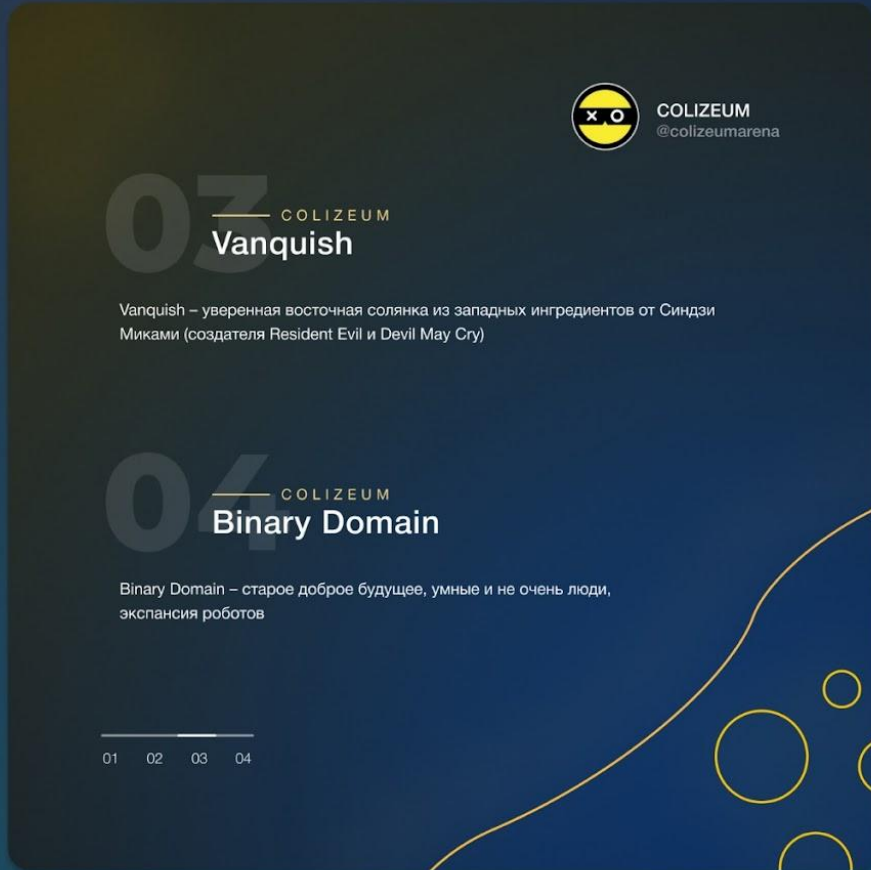 COLIZEUM
@colizeumarena
03
COLIZEUM
Vanquish
Vanquish – уверенная восточная солянка из западных ингредиентов от Синдзи
Миками (создателя Resident Evil и Devil May Cry)
04
COLIZEUM
Binary Domain
Binary Domain – старое доброе будущее, умные и не очень люди,
экспансия роботов
01 02 03 04